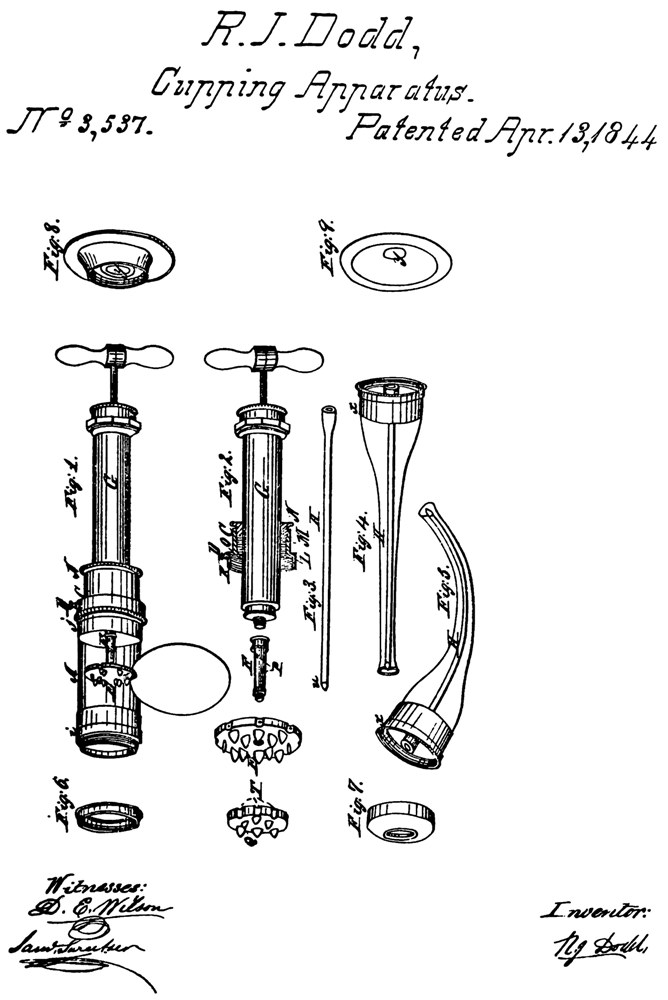 R. J. Dodd,
Cupping Apparatus.
Nº 3,537.
Patented Apr. 13, 1844
Fig: 8.
Fig: 9.
Fig: 1.
G
Fig: 2.
G
H
Fig: 3.
Fig: 4.
H
Fig: 5.
N
M
L
Fig: 6.
Fig: 7.
Witnesses:
D. E. Wilson
Inventor:
Dodd,